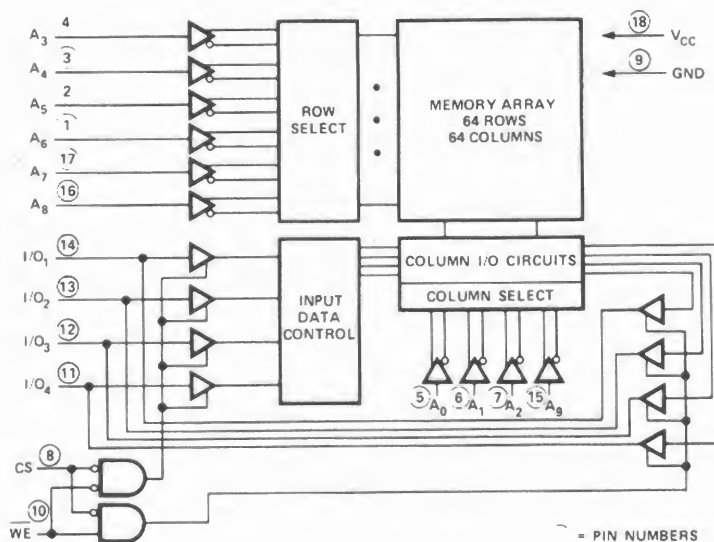 A3 4
A4 3
A5 2
A6 1
A7 17
A8 16
ROW
SELECT
MEMORY ARRAY
64 ROWS
64 COLUMNS
18 VCC
9 GND
I/O1 14
I/O2 13
I/O3 12
I/O4 11
INPUT
DATA
CONTROL
COLUMN I/O CIRCUITS
COLUMN SELECT
5 A0 6 A1 7 A2 15 A9
CS 8
WE 10
= PIN NUMBERS